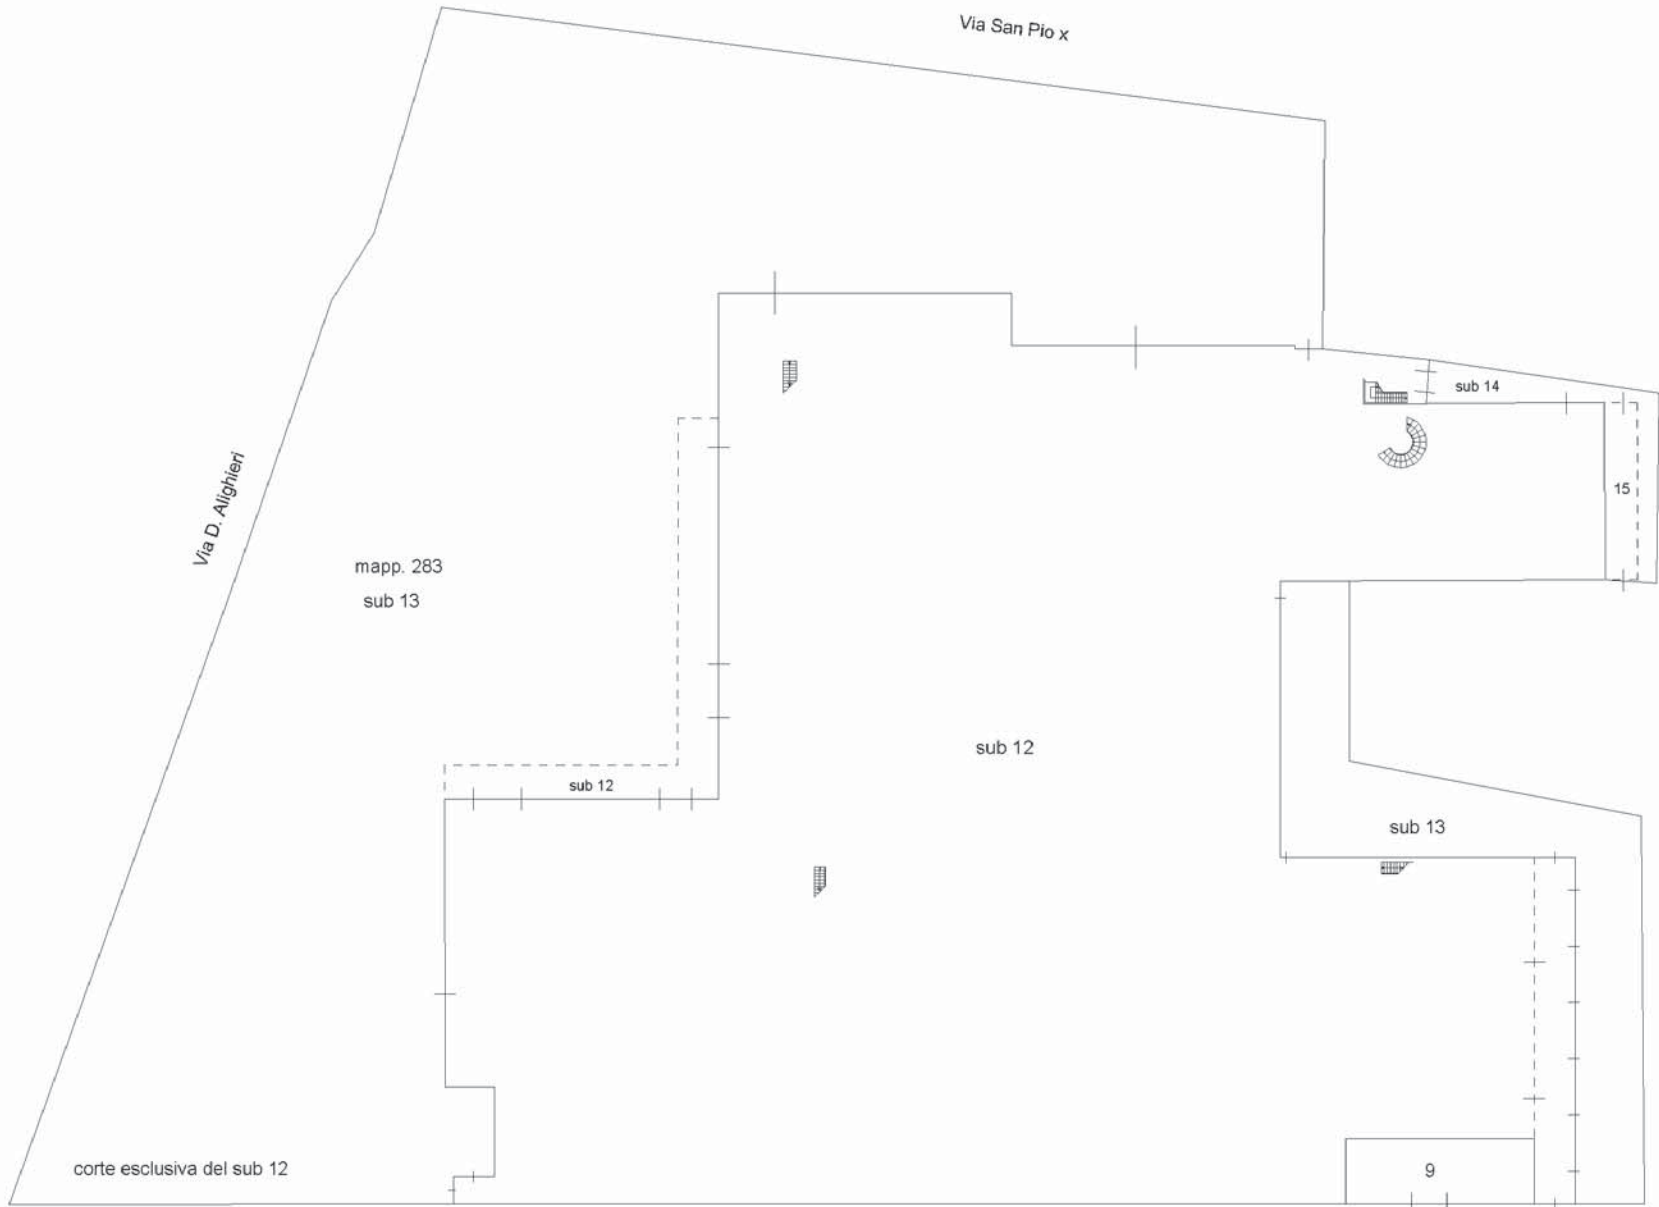 Via San Pio x
sub 14
Via D. Alighieri
15
mapp. 283
sub 13
sub 12
sub 12
sub 13
corte esclusiva del sub 12
9